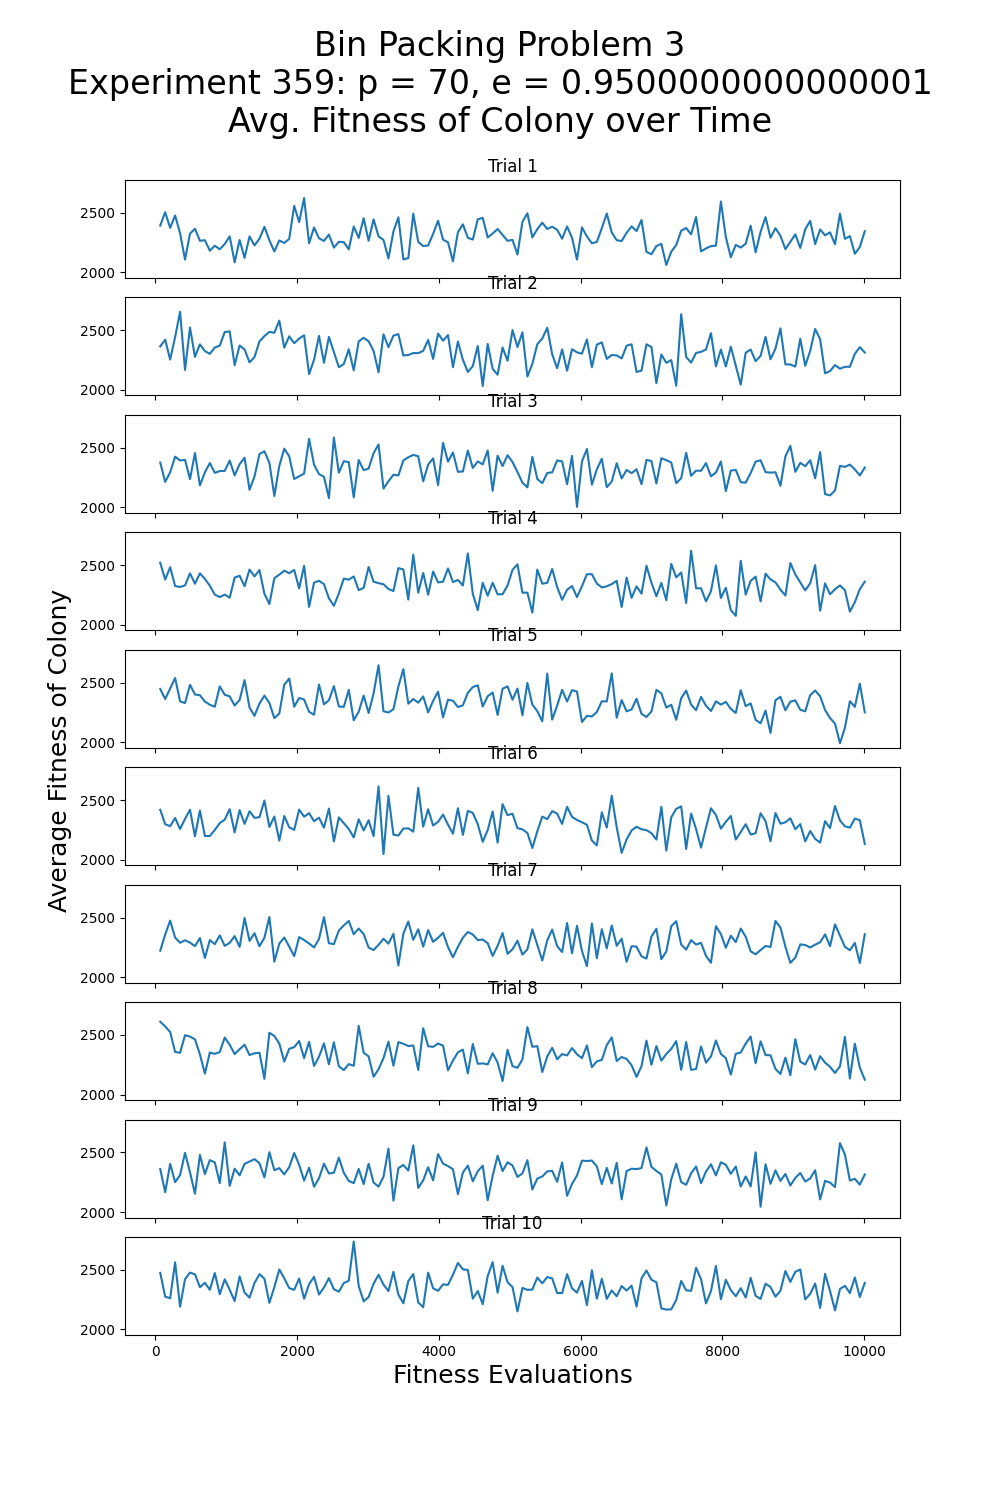 Bin Packing Problem 3
Experiment 359: p = 70, e = 0.9500000000000001
Avg. Fitness of Colony over Time
Trial 1
2500
2000
Trial 2
2500
2000
Trial 3
2500
2000
Trial 4
2500
2000
Trial 5
2500
2000
Trial 6
2500
2000
Trial 7
2500
2000
Trial 8
2500
2000
Trial 9
2500
2000
Trial 10
2500
2000
Average Fitness of Colony
0 2000 4000 6000 8000 10000
Fitness Evaluations